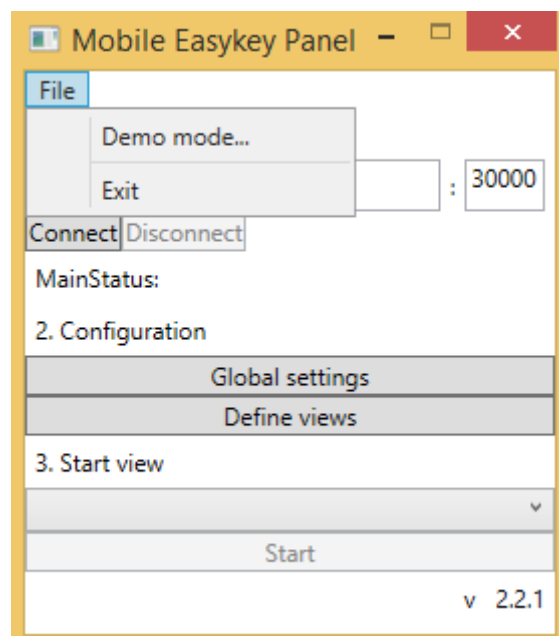 Mobile Easykey Panel
File
Demo mode...
Exit
: 30000
Connect Disconnect
MainStatus:
2. Configuration
Global settings
Define views
3. Start view
Start
v 2.2.1